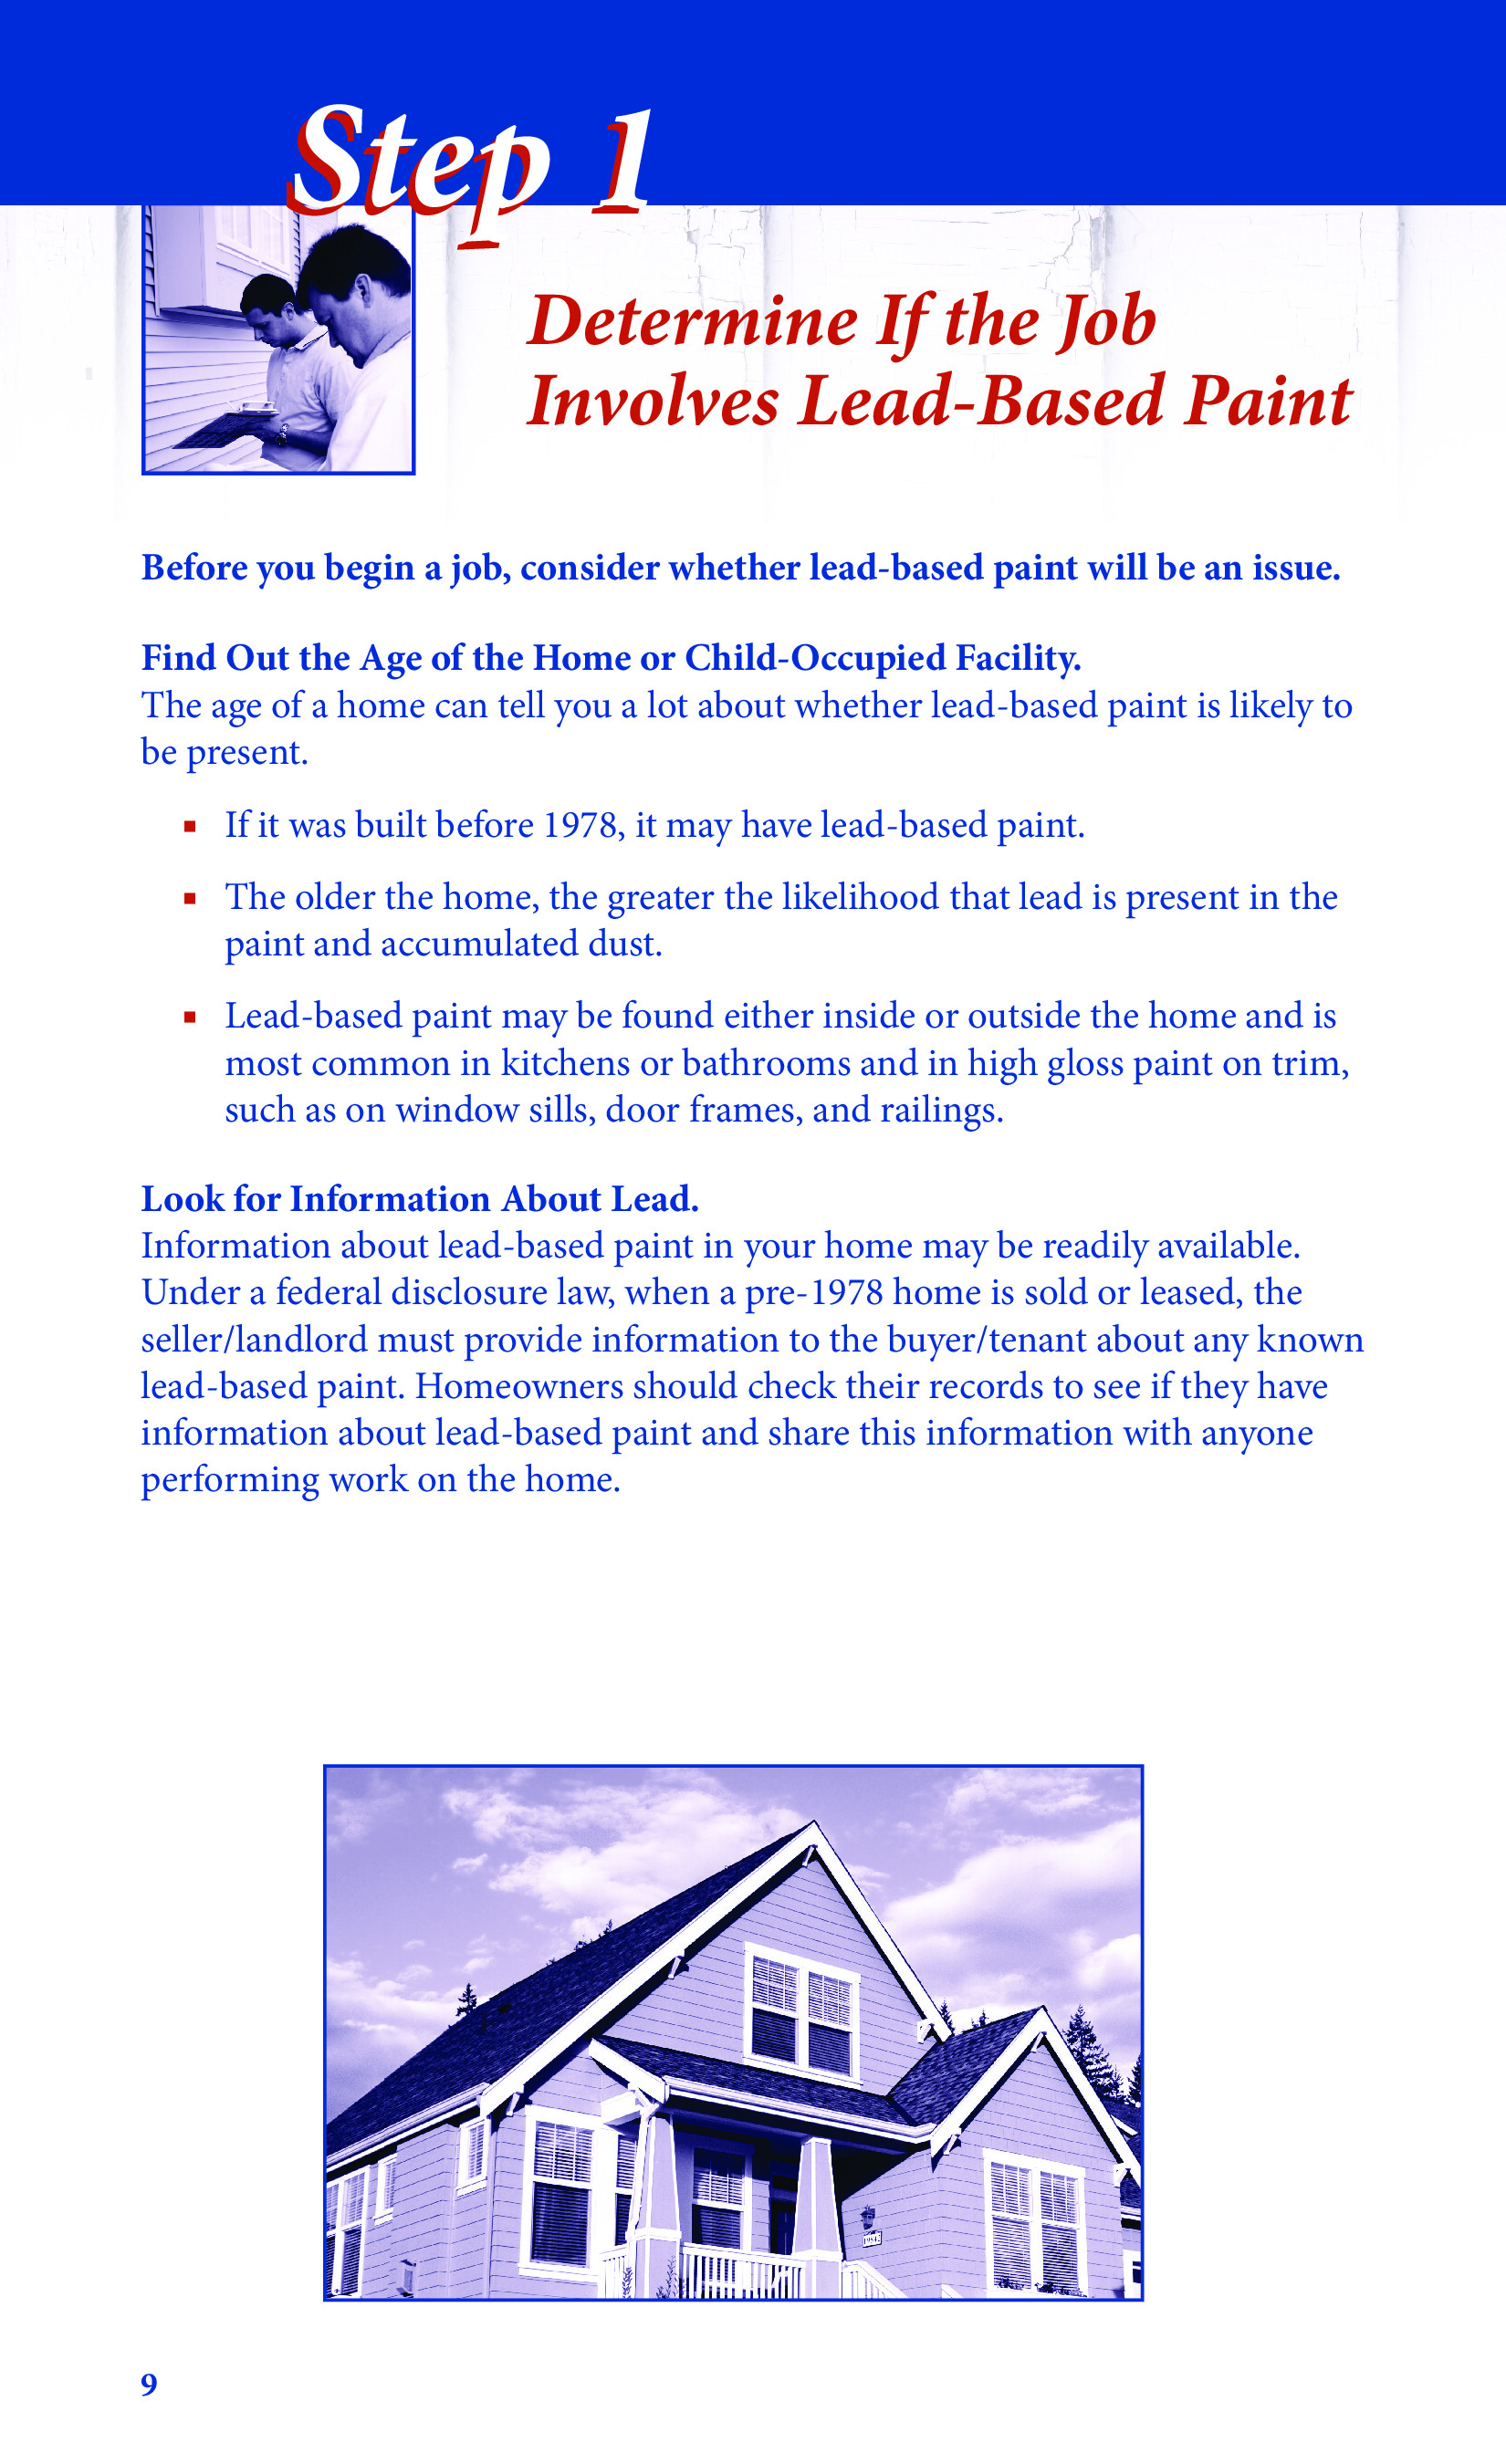 Step 1
Determine If the Job
Involves Lead-Based Paint
Before you begin a job, consider whether lead-based paint will be an issue.
Find Out the Age of the Home or Child-Occupied Facility.
The age of a home can tell you a lot about whether lead-based paint is likely to
be present.
▪ If it was built before 1978, it may have lead-based paint.
▪ The older the home, the greater the likelihood that lead is present in the
paint and accumulated dust.
▪ Lead-based paint may be found either inside or outside the home and is
most common in kitchens or bathrooms and in high gloss paint on trim,
such as on window sills, door frames, and railings.
Look for Information About Lead.
Information about lead-based paint in your home may be readily available.
Under a federal disclosure law, when a pre-1978 home is sold or leased, the
seller/landlord must provide information to the buyer/tenant about any known
lead-based paint. Homeowners should check their records to see if they have
information about lead-based paint and share this information with anyone
performing work on the home.
9